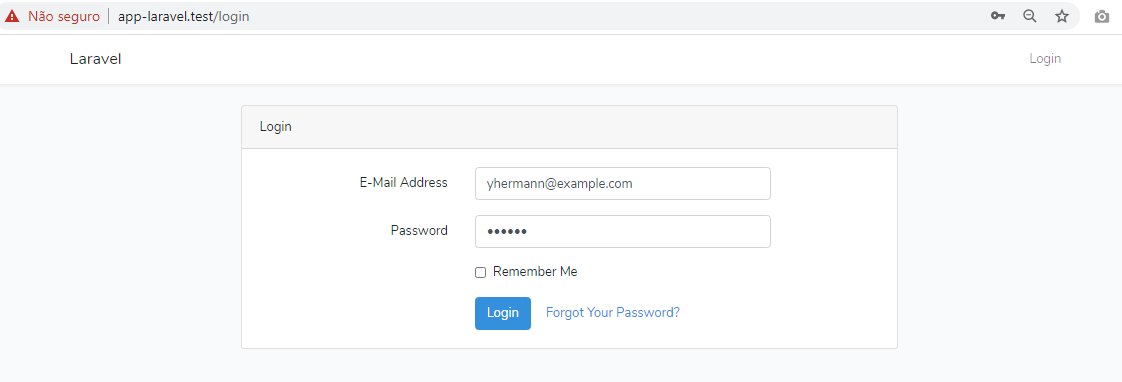 Não seguro app-laravel.test/login
Laravel Login
Login
E-Mail Address yhermann@example.com
Password ••••••
Remember Me
Login Forgot Your Password?